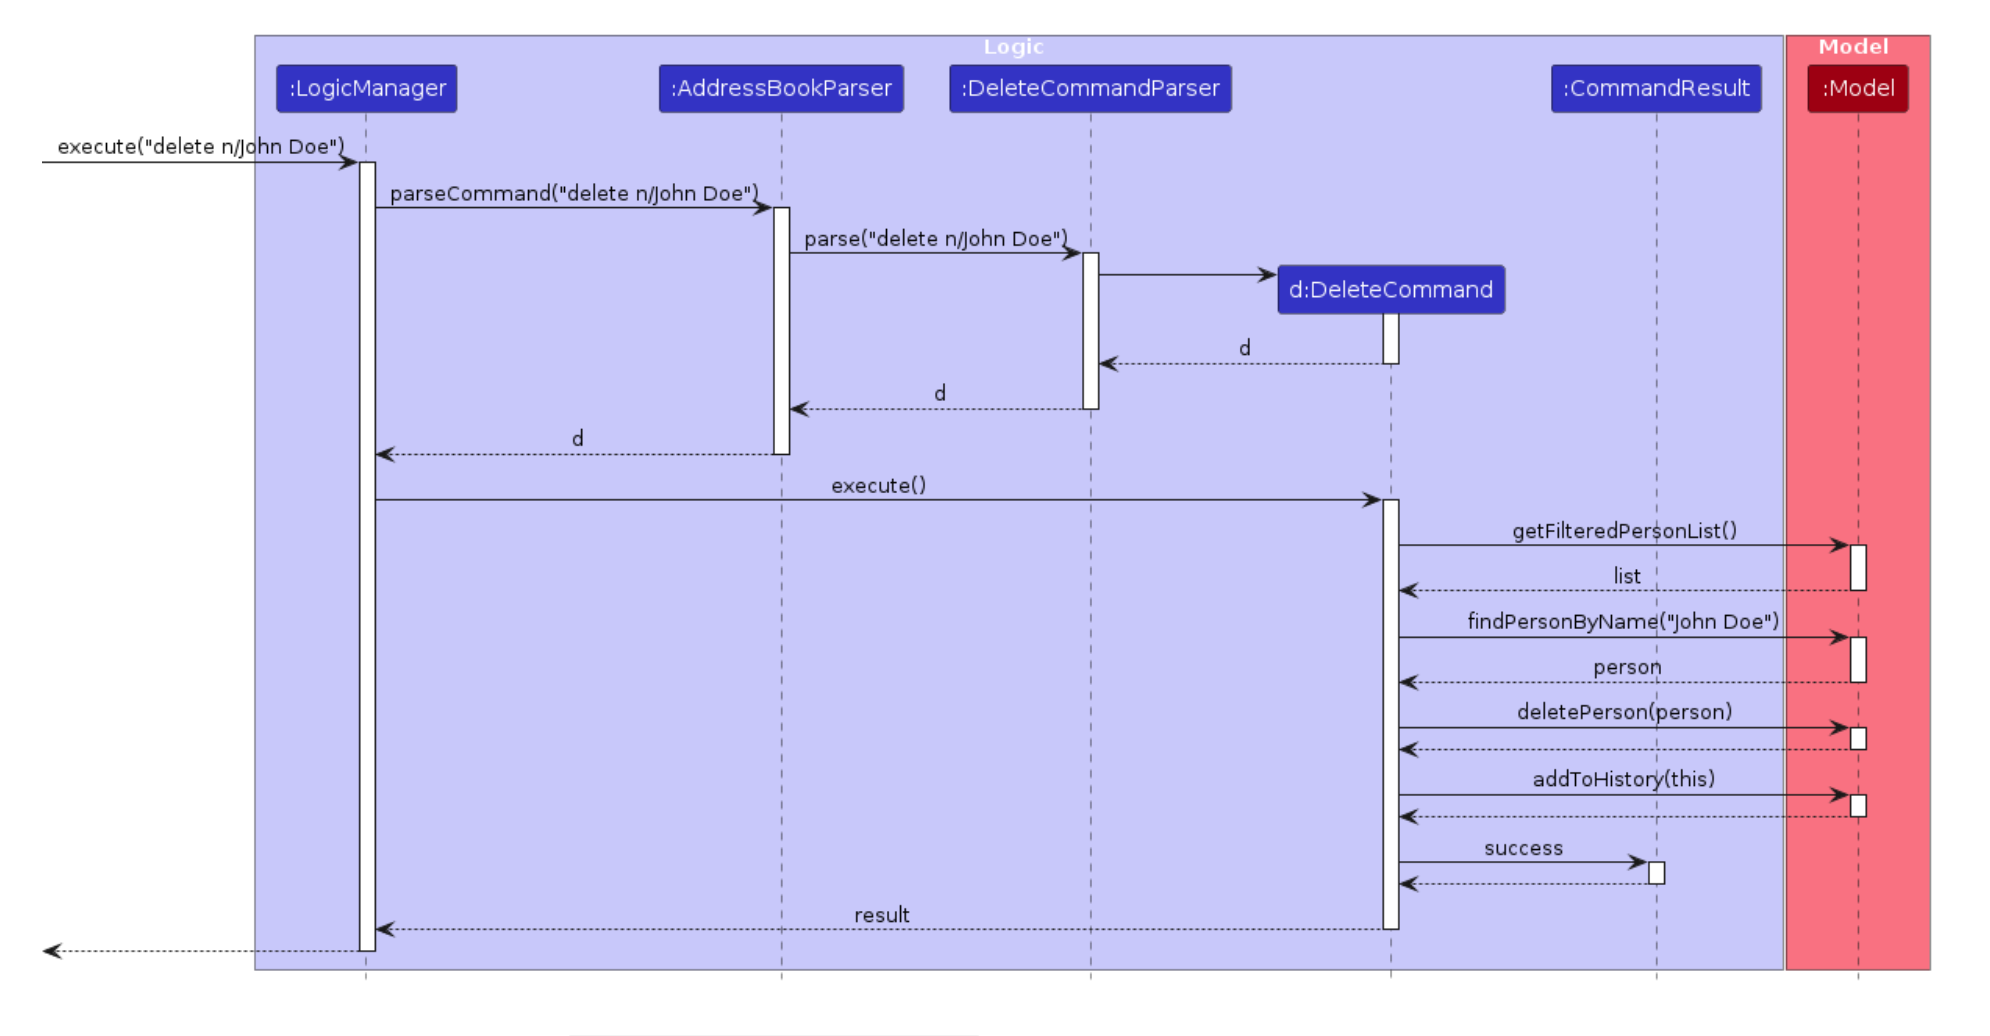 Logic
Model
:LogicManager
:AddressBookParser
:DeleteCommandParser
:CommandResult
:Model
execute("delete n/John Doe")
parseCommand("delete n/John Doe")
parse("delete n/John Doe")
d:DeleteCommand
d
d
d
execute()
getFilteredPersonList()
list
findPersonByName("John Doe")
person
deletePerson(person)
addToHistory(this)
success
result